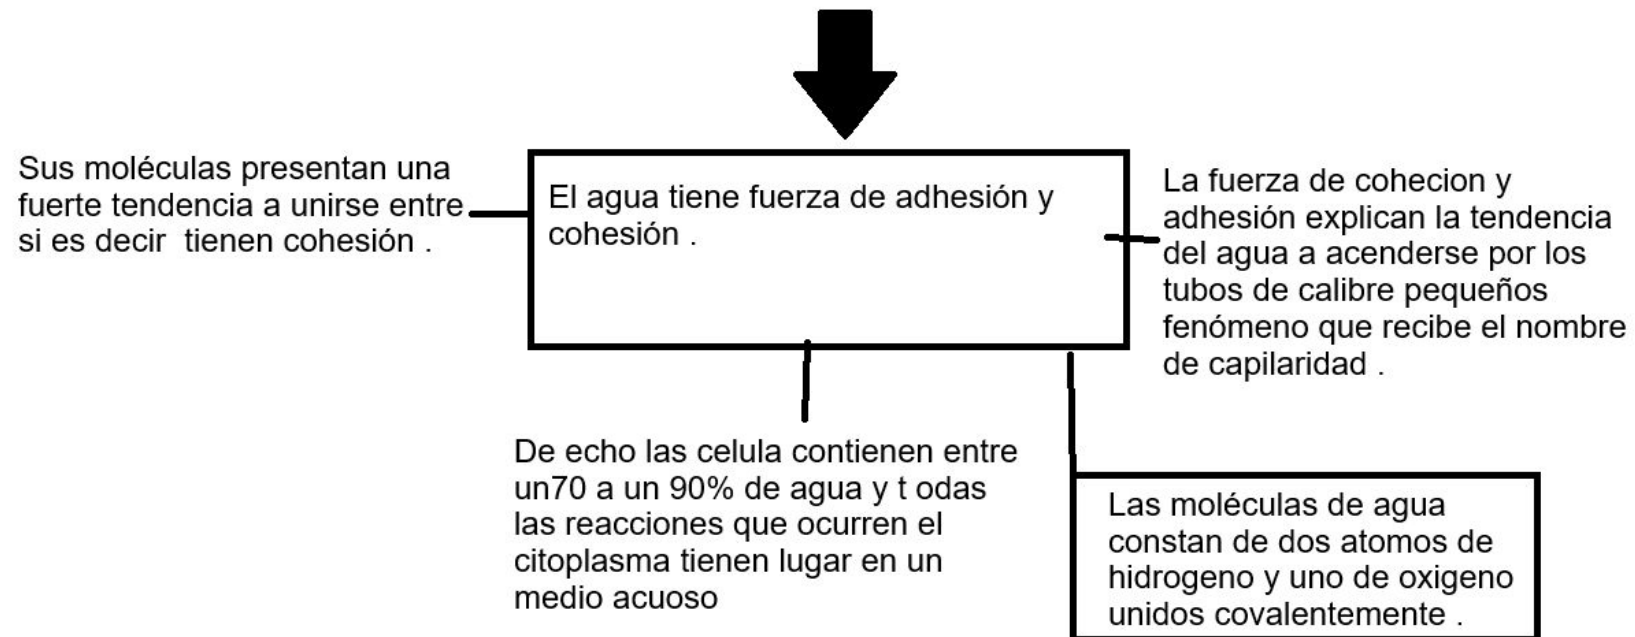 Sus moléculas presentan una
fuerte tendencia a unirse entre
si es decir  tienen cohesión .
El agua tiene fuerza de adhesión y
cohesión .
La fuerza de cohecion y
adhesión explican la tendencia
del agua a acenderse por los
tubos de calibre pequeños
fenómeno que recibe el nombre
de capilaridad .
De echo las celula contienen entre
un70 a un 90% de agua y t odas
las reacciones que ocurren el
citoplasma tienen lugar en un
medio acuoso
Las moléculas de agua
constan de dos atomos de
hidrogeno y uno de oxigeno
unidos covalentemente .